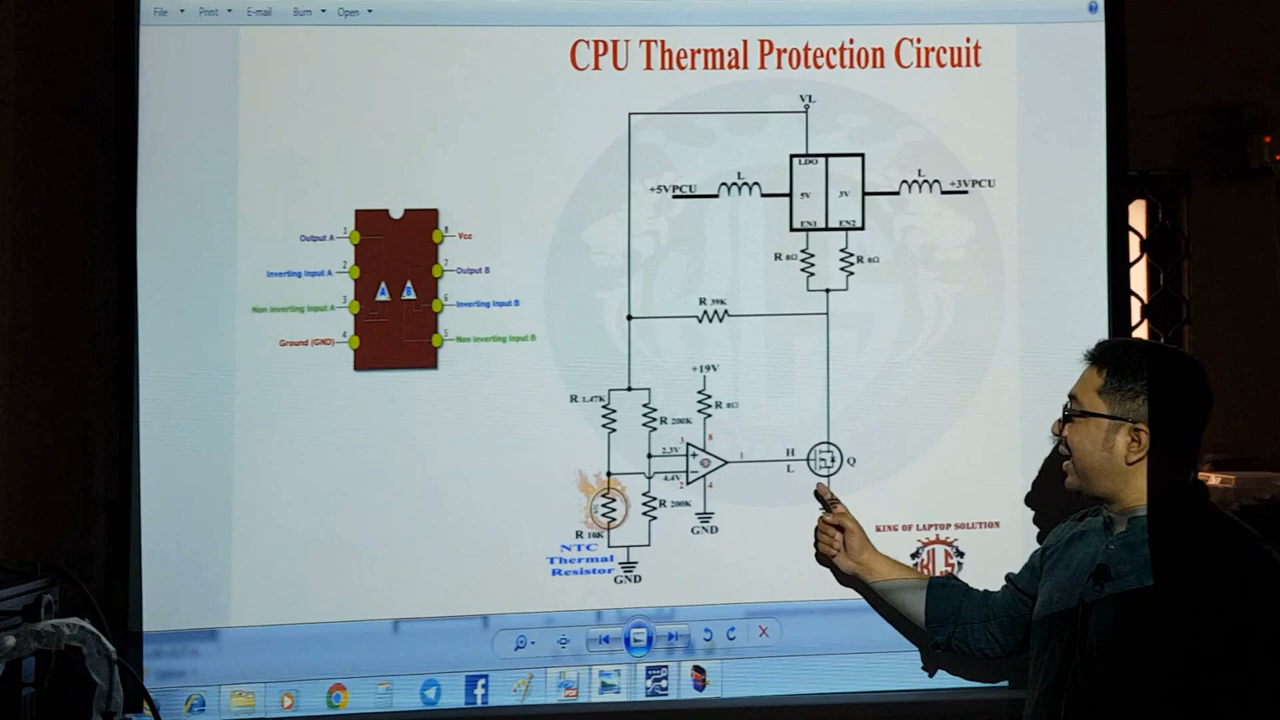 File Print E-mail Burn Open
CPU Thermal Protection Circuit
VL
LDO
L
L
+5VPCU
5V
3V
+3VPCU
EN1
EN2
R 0Ω
R 0Ω
R 39K
1
Output A
8
Vcc
2
Inverting Input A
7
Output B
A
B
3
Non inverting Input A
6
Inverting Input B
4
Ground (GND)
5
Non inverting Input B
+19V
R 1.47K
R 200K
R 0Ω
8
3
2.3V
+
1
H
L
Q
4.4V
-
2
4
R 200K
GND
R 10K
NTC
Thermal
Resistor
GND
KING OF LAPTOP SOLUTION
KLS